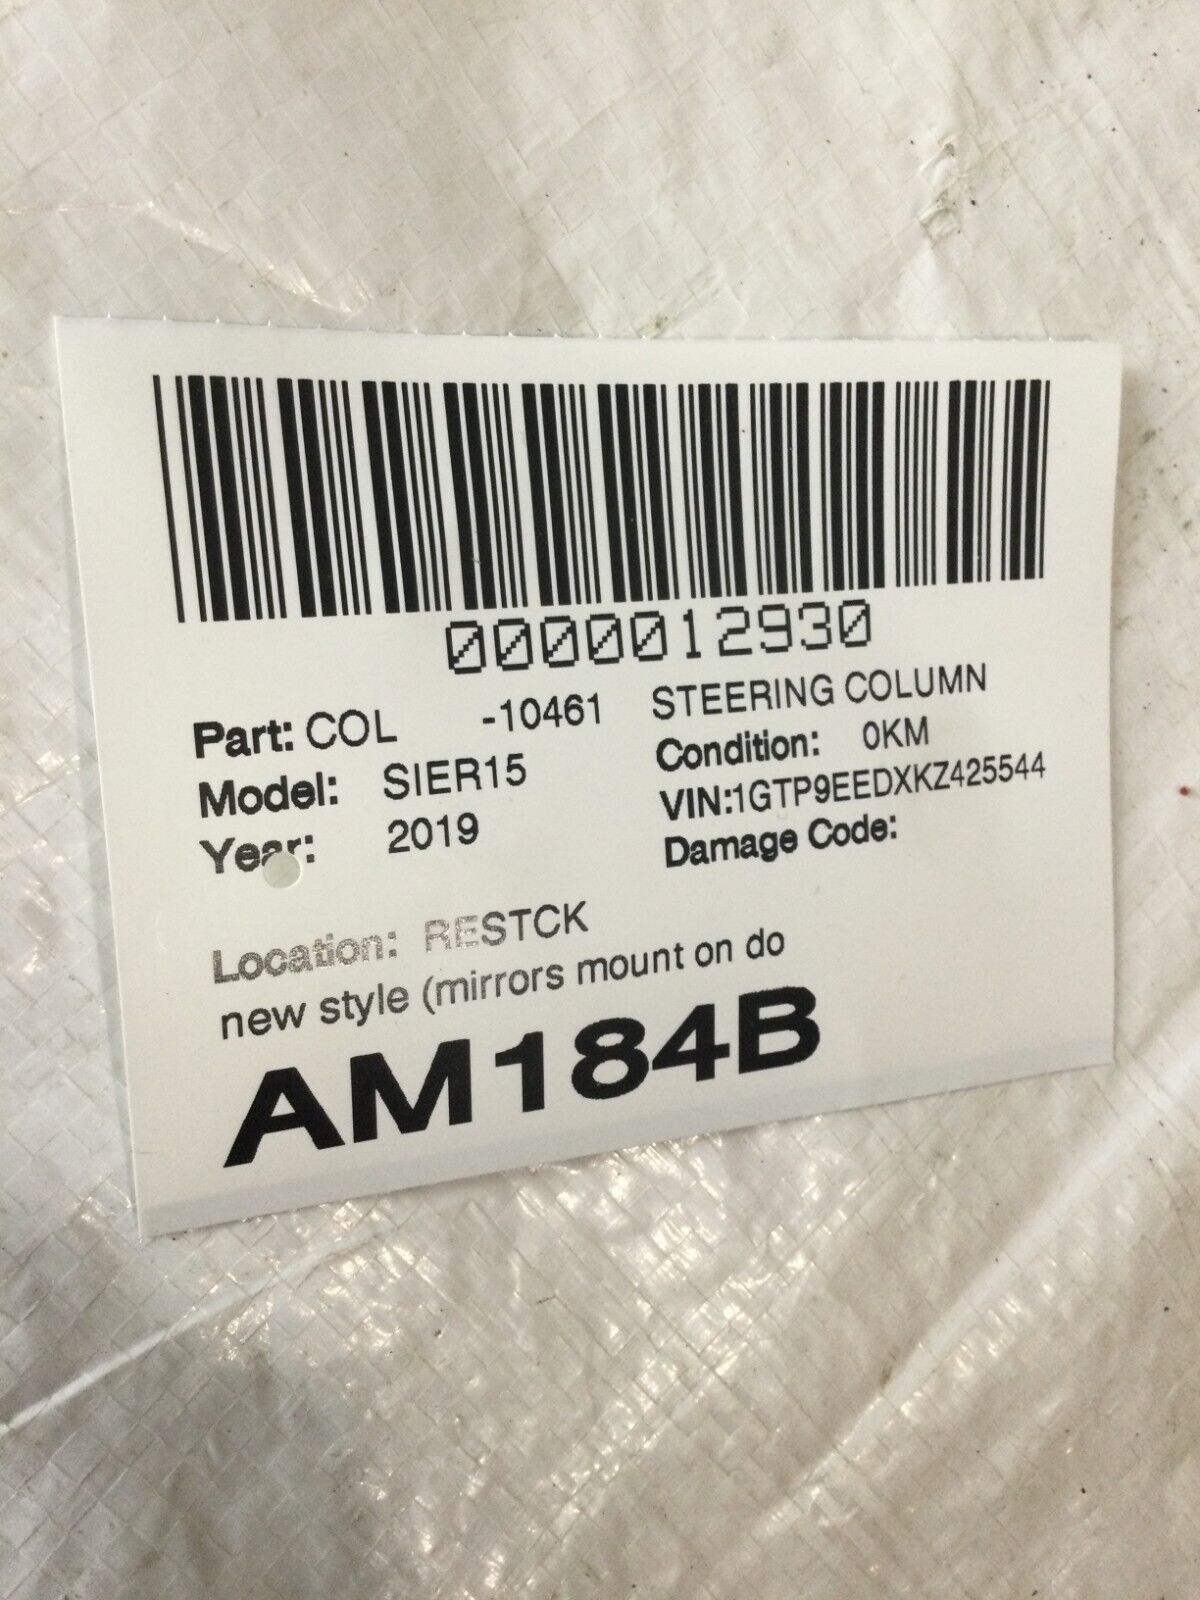 0000012930
Part: COL -10461 STEERING COLUMN
Model: SIER15 Condition: 0KM
Year: 2019 VIN:1GTP9EEDXKZ425544
Damage Code:
Location: RESTCK
new style (mirrors mount on do
AM184B